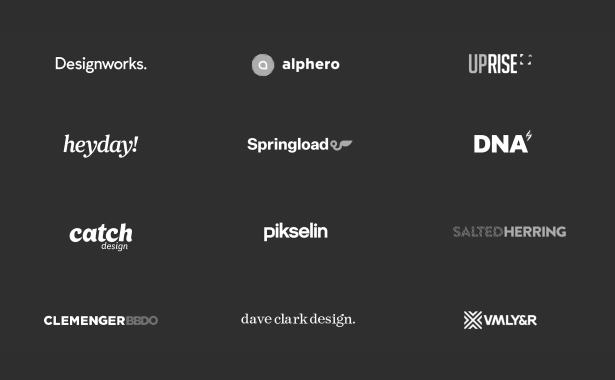 Designworks.
alphero
UPRISE
heyday!
Springload
DNA
catch
design
pikselin
SALTEDHERRING
CLEMENGERBBDO
dave clark design.
VMLY&R